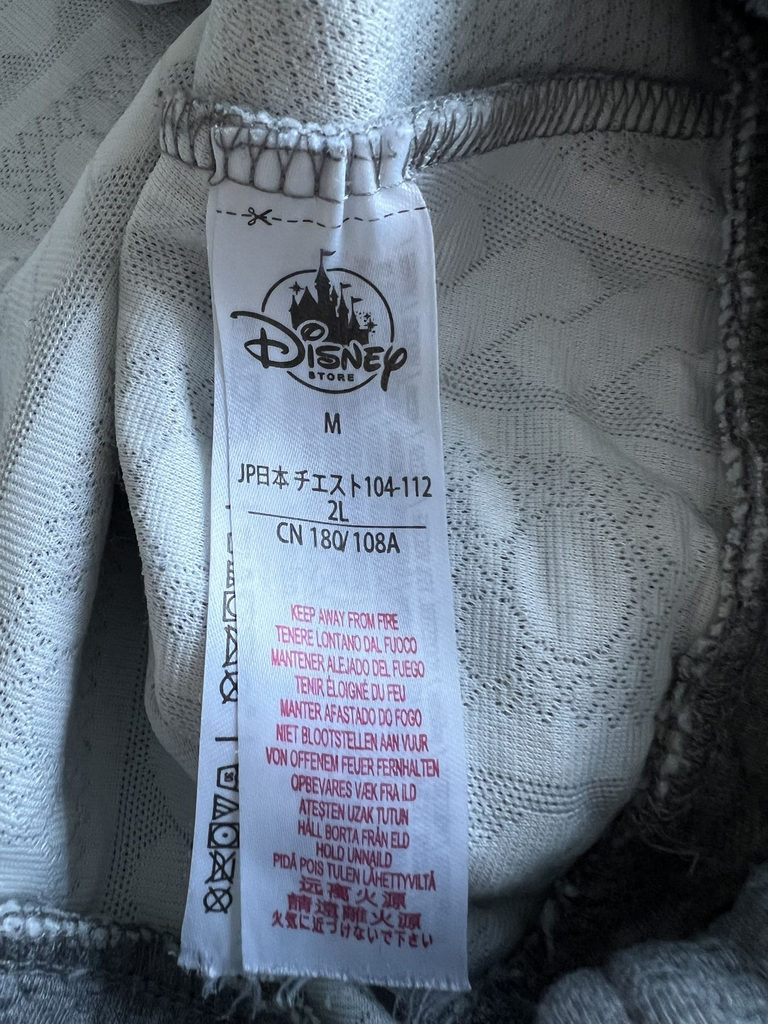 Disney
STORE
M
JP日本 チエスト104-112
2L
CN 180/108A
KEEP AWAY FROM FIRE
TENERE LONTANO DAL FUOCO
MANTENER ALEJADO DEL FUEGO
TENIR ÉLOIGNÉ DU FEU
MANTER AFASTADO DO FOGO
NIET BLOOTSTELLEN AAN VUUR
VON OFFENEM FEUER FERNHALTEN
OPBEVARES VÆK FRA ILD
ATEŞTEN UZAK TUTUN
HÅLL BORTA FRÅN ELD
HOLD UNNAILD
PIDÄ POIS TULEN LÄHETTYVILTÄ
远离火源
請遠離火源
火気に近づけないで下さい